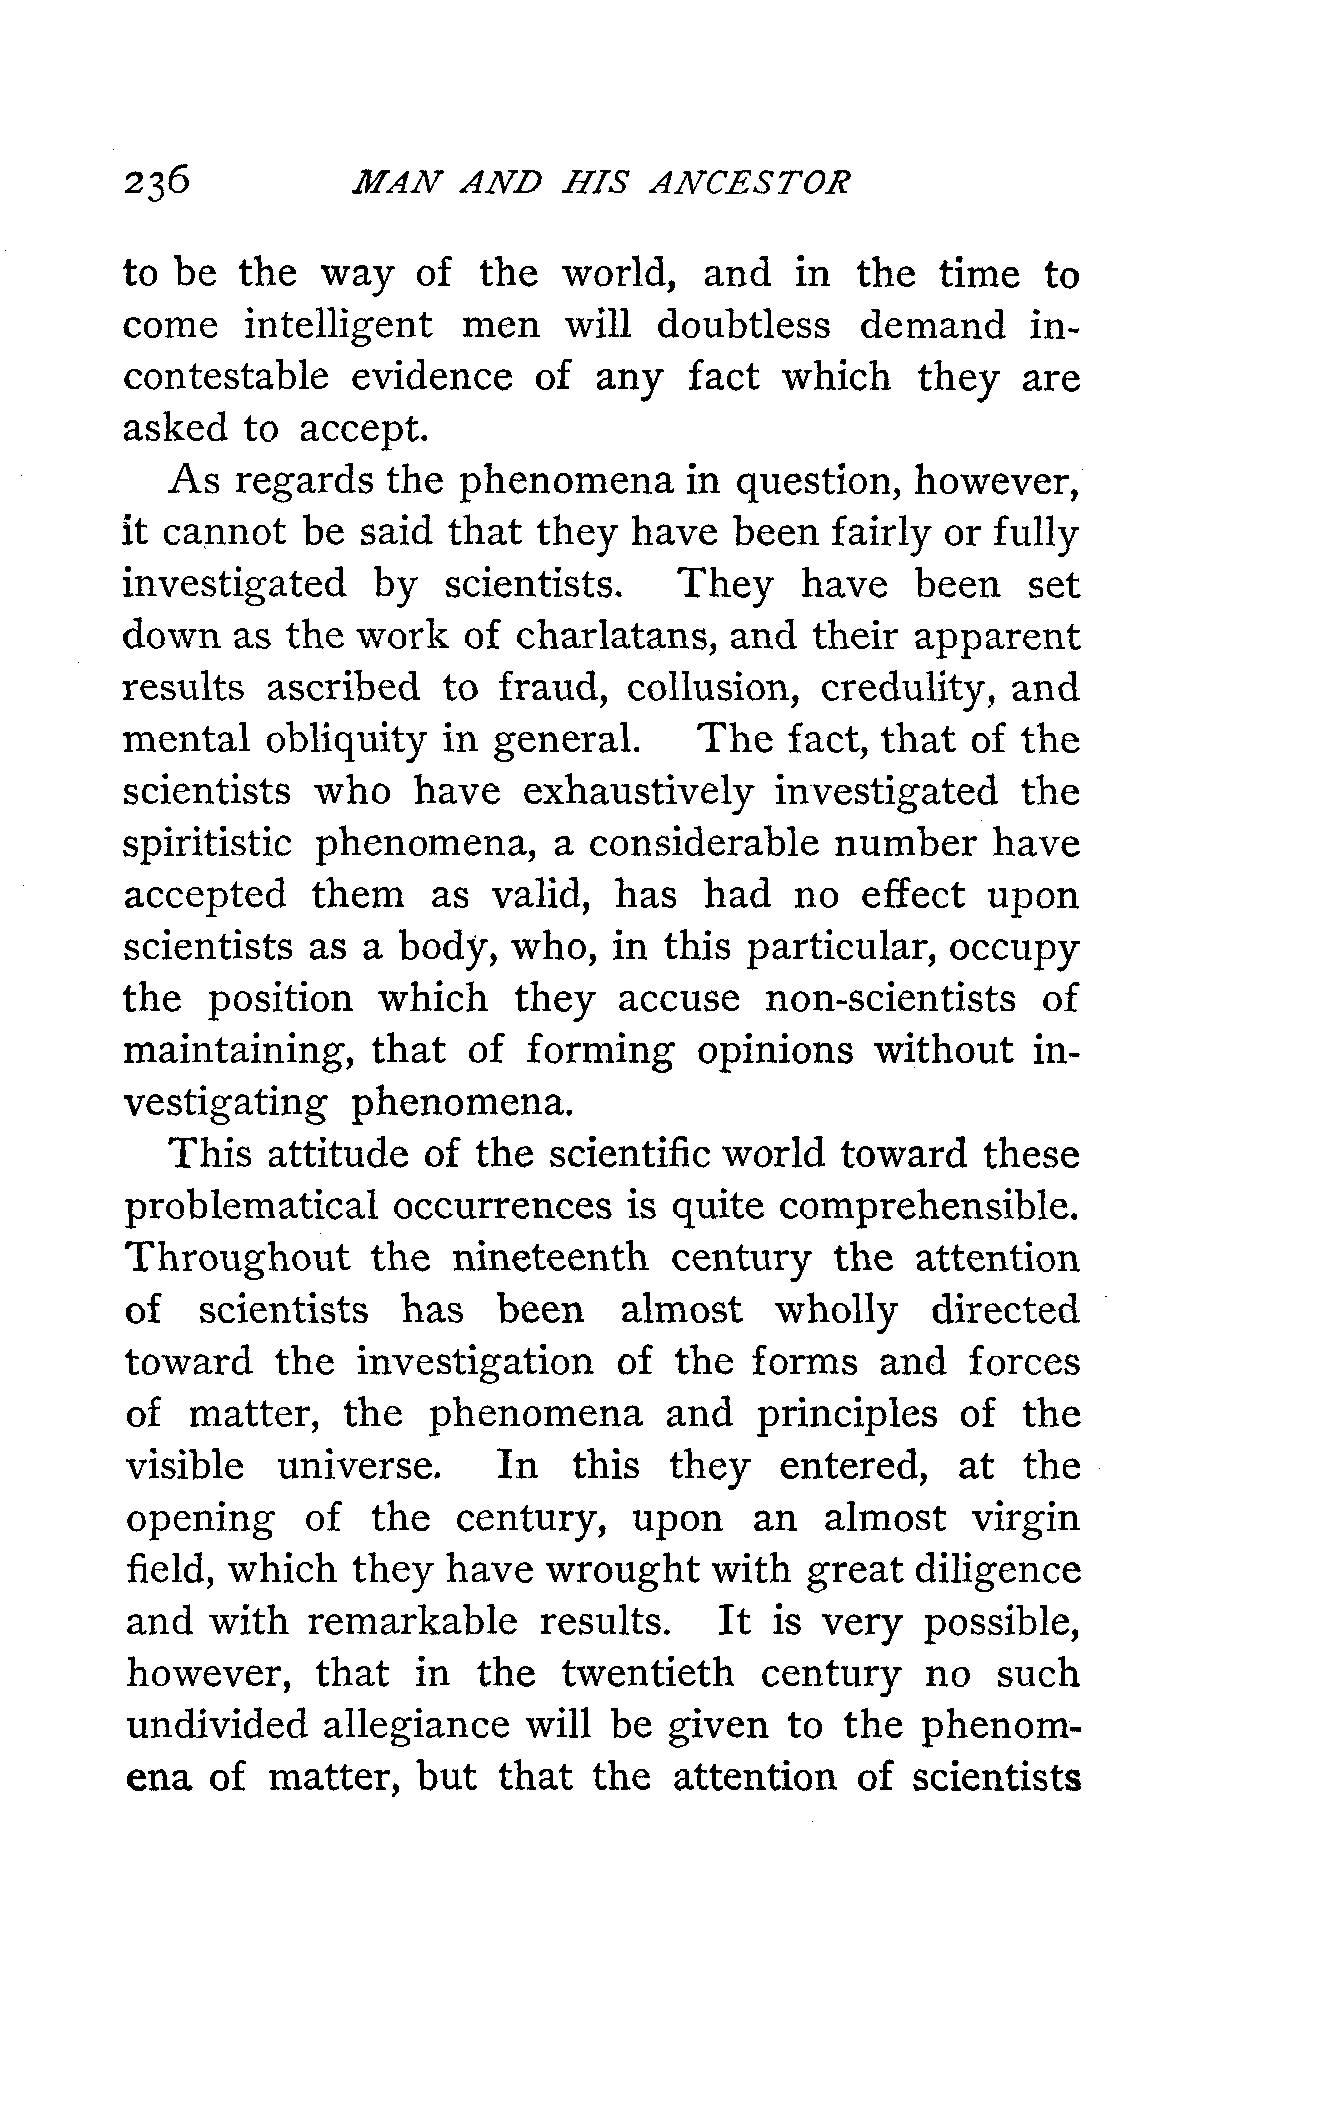 236 MAN AND HIS ANCESTOR
to be the way of the world, and in the time to
come intelligent men will doubtless demand in-
contestable evidence of any fact which they are
asked to accept.
As regards the phenomena in question, however,
it cannot be said that they have been fairly or fully
investigated by scientists. They have been set
down as the work of charlatans, and their apparent
results ascribed to fraud, collusion, credulity, and
mental obliquity in general. The fact, that of the
scientists who have exhaustively investigated the
spiritistic phenomena, a considerable number have
accepted them as valid, has had no effect upon
scientists as a body, who, in this particular, occupy
the position which they accuse non-scientists of
maintaining, that of forming opinions without in-
vestigating phenomena.
This attitude of the scientific world toward these
problematical occurrences is quite comprehensible.
Throughout the nineteenth century the attention
of scientists has been almost wholly directed
toward the investigation of the forms and forces
of matter, the phenomena and principles of the
visible universe. In this they entered, at the
opening of the century, upon an almost virgin
field, which they have wrought with great diligence
and with remarkable results. It is very possible,
however, that in the twentieth century no such
undivided allegiance will be given to the phenom-
ena of matter, but that the attention of scientists